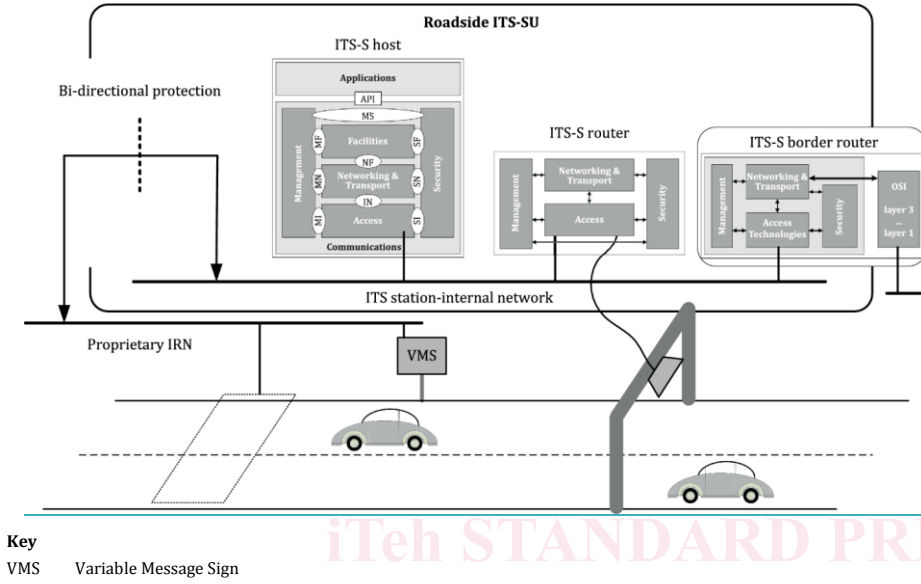 Roadside ITS-SU
ITS-S host
Applications
API
MS
Bi-directional protection
Management
MF
Facilities
SF
Security
NF
MN
Networking &
Transport
SN
IN
MI
Access
SI
Communications
ITS-S router
Management
Networking &
Transport
Access
Security
ITS-S border router
Management
Networking &
Transport
Access
Technologies
Security
OSI
layer 3
...
layer 1
ITS station-internal network
Proprietary IRN
VMS
iTeh STANDARD PRE
Key
VMS Variable Message Sign